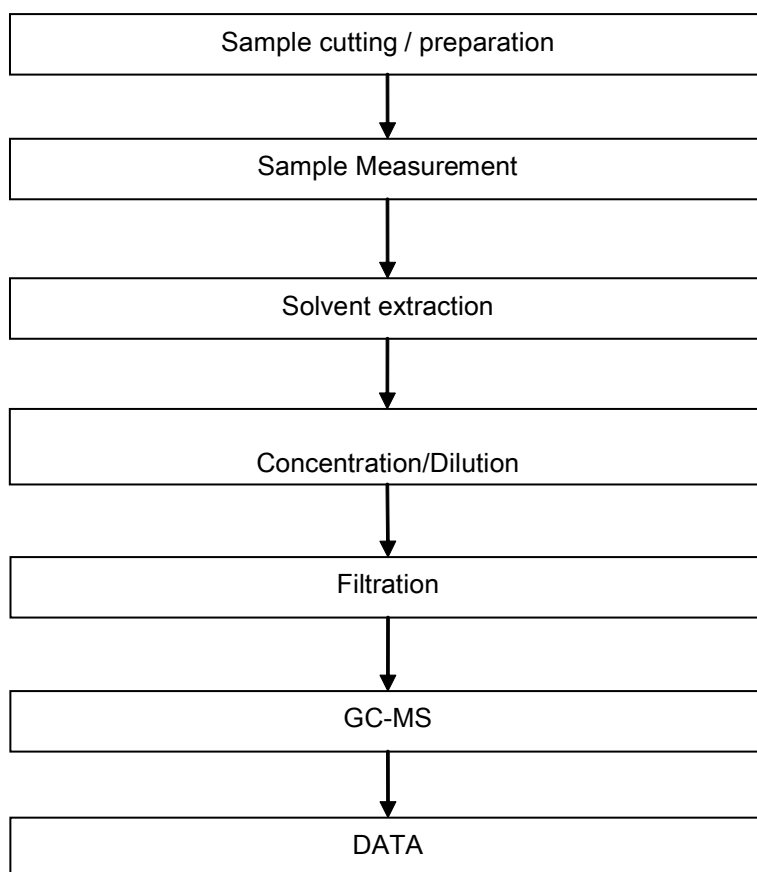 Sample cutting / preparation
Sample Measurement
Solvent extraction
Concentration/Dilution
Filtration
GC-MS
DATA